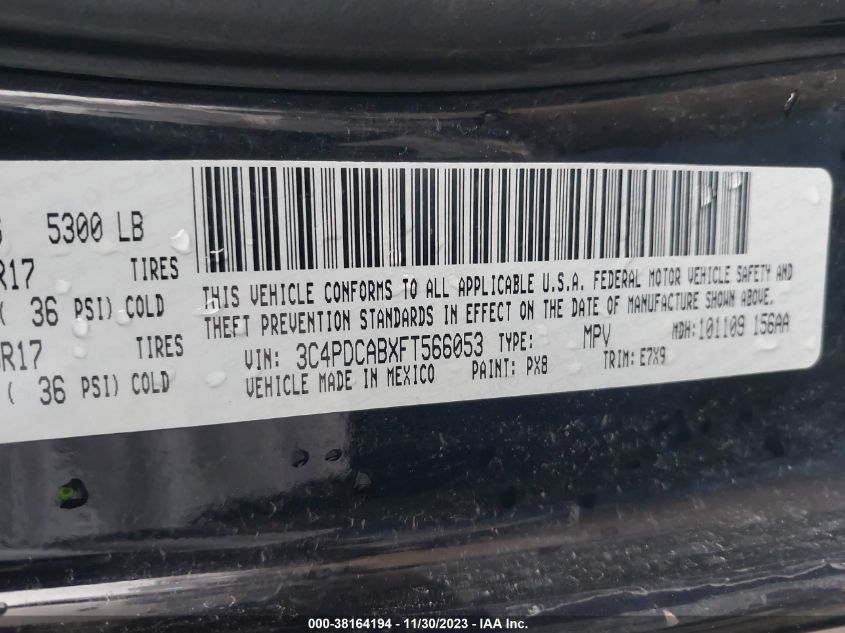 5300 LB
R17 TIRES
( 36 PSI) COLD
R17
( 36 PSI) COLD
THIS VEHICLE CONFORMS TO ALL APPLICABLE U.S.A. FEDERAL MOTOR VEHICLE SAFETY AND
THEFT PREVENTION STANDARDS IN EFFECT ON THE DATE OF MANUFACTURE SHOWN ABOVE.
VIN: 3C4PDCABXFT566053 TYPE: MPV MDH:101109 156AA
VEHICLE MADE IN MEXICO PAINT: PX8 TRIM: E7X9
000-38164194 - 11/30/2023 - IAA Inc.